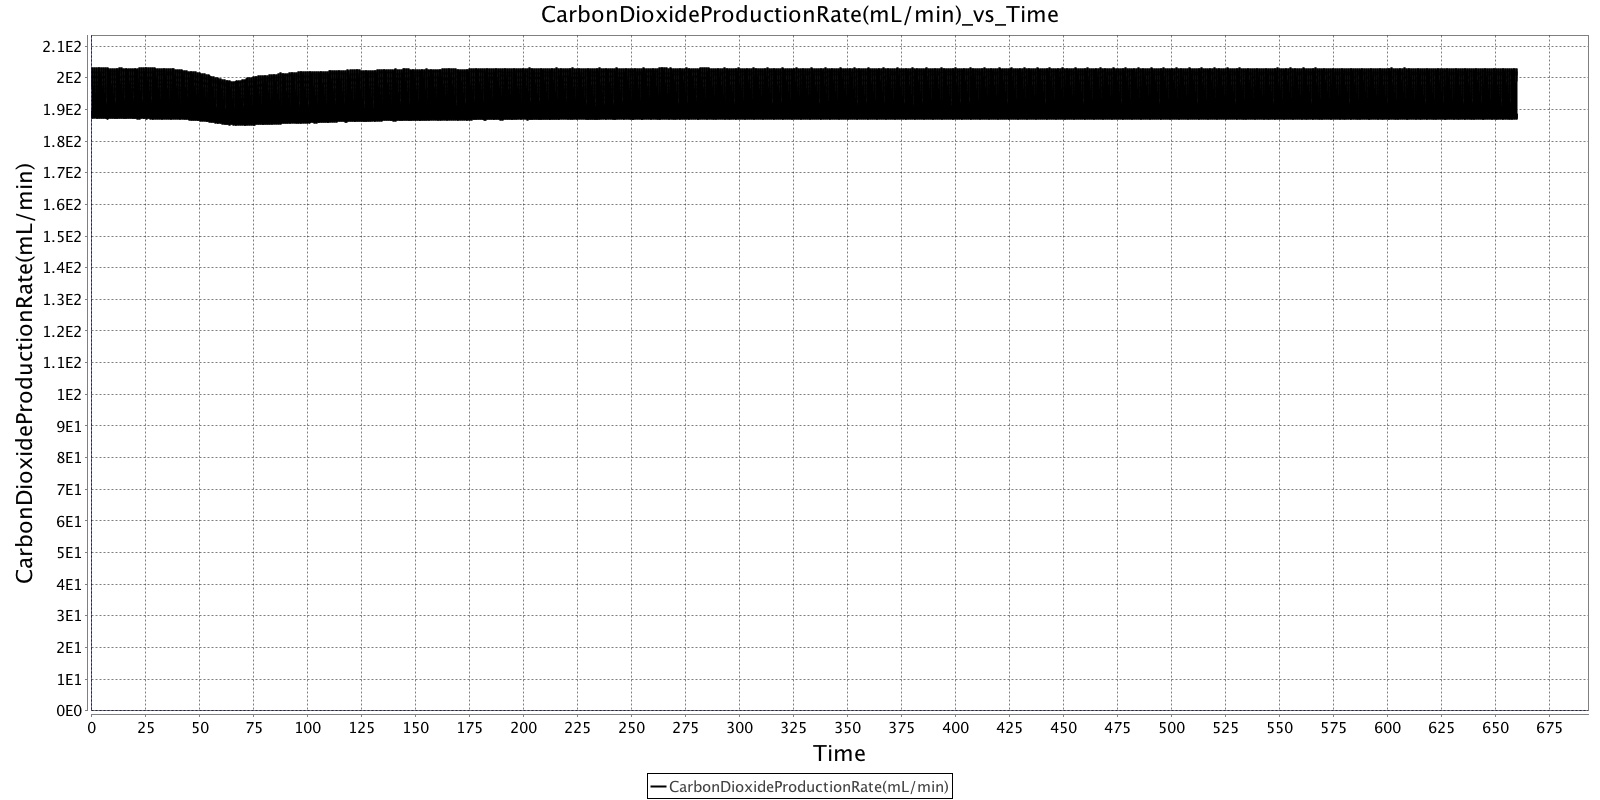 CarbonDioxideProductionRate(mL/min)_vs_Time
CarbonDioxideProductionRate(mL/min)
2.1E2
2E2
1.9E2
1.8E2
1.7E2
1.6E2
1.5E2
1.4E2
1.3E2
1.2E2
1.1E2
1E2
9E1
8E1
7E1
6E1
5E1
4E1
3E1
2E1
1E1
0E0
0 25 50 75 100 125 150 175 200 225 250 275 300 325 350 375 400 425 450 475 500 525 550 575 600 625 650 675
Time
CarbonDioxideProductionRate(mL/min)